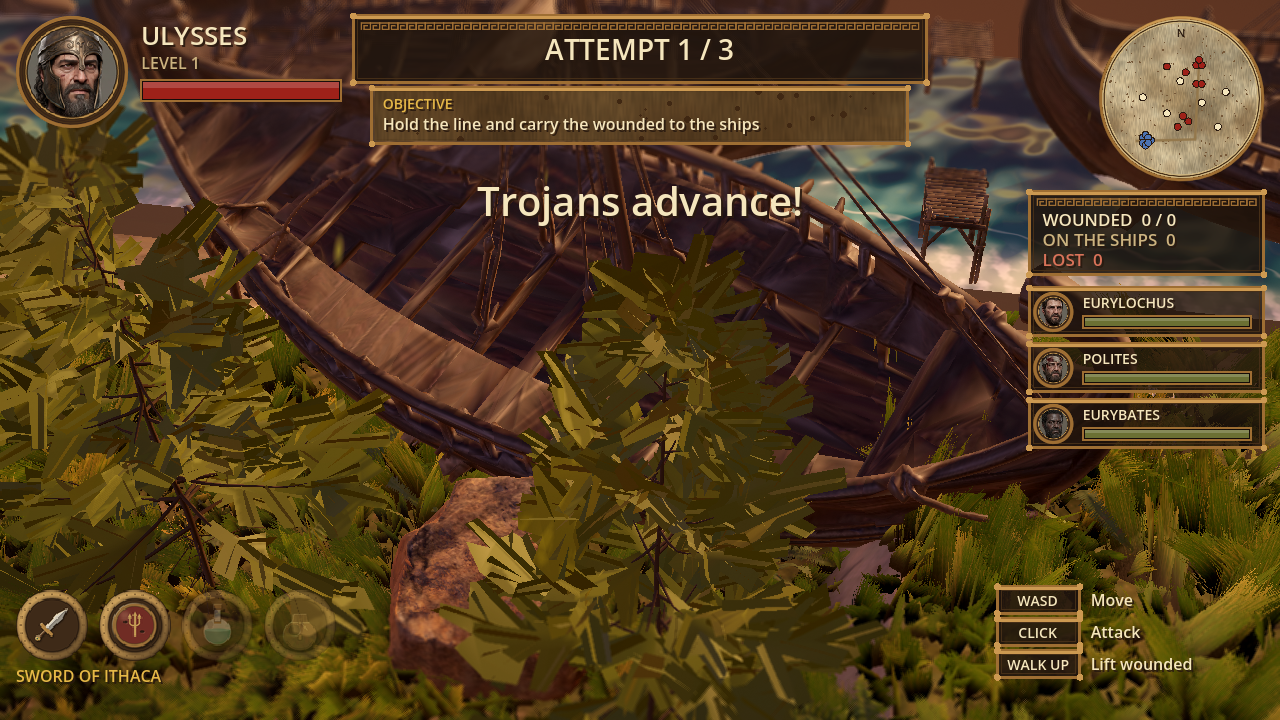 ULYSSES
LEVEL 1
ATTEMPT 1 / 3
OBJECTIVE
Hold the line and carry the wounded to the ships
N
Trojans advance!
WOUNDED 0 / 0
ON THE SHIPS 0
LOST 0
EURYLOCHUS
POLITES
EURYBATES
SWORD OF ITHACA
WASD Move
CLICK Attack
WALK UP Lift wounded